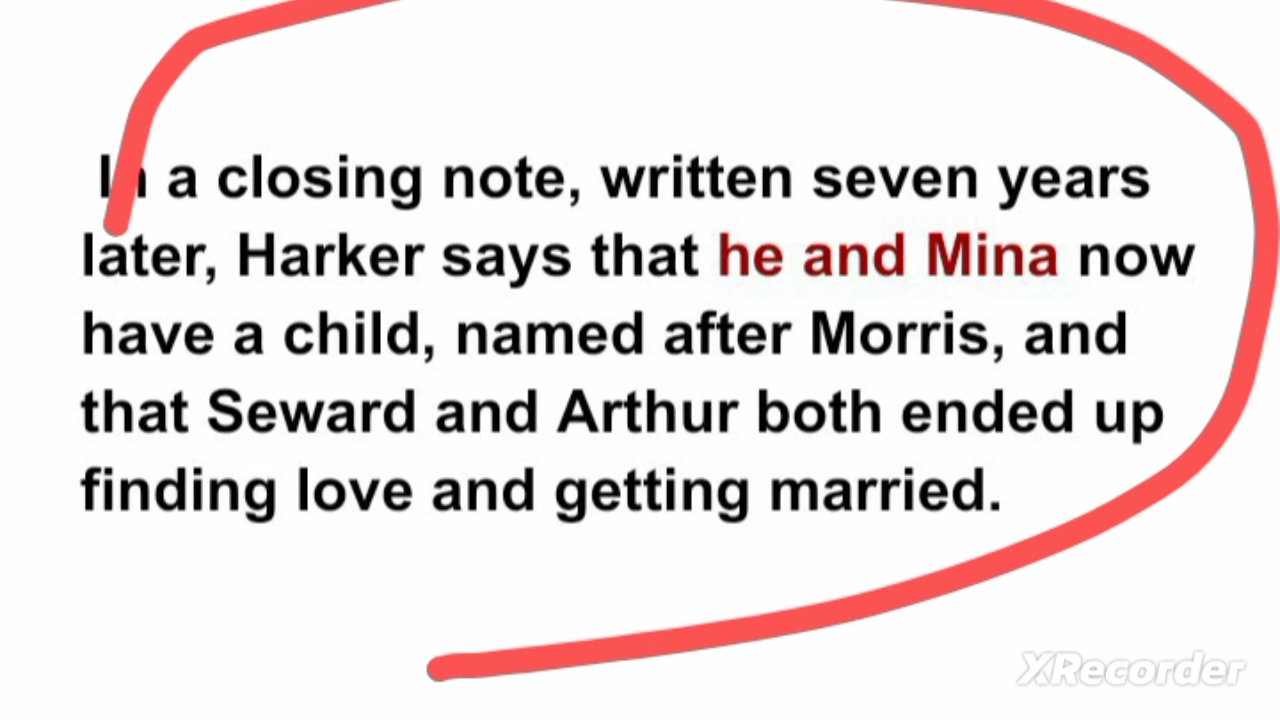 In a closing note, written seven years
later, Harker says that he and Mina now
have a child, named after Morris, and
that Seward and Arthur both ended up
finding love and getting married.
XRecorder